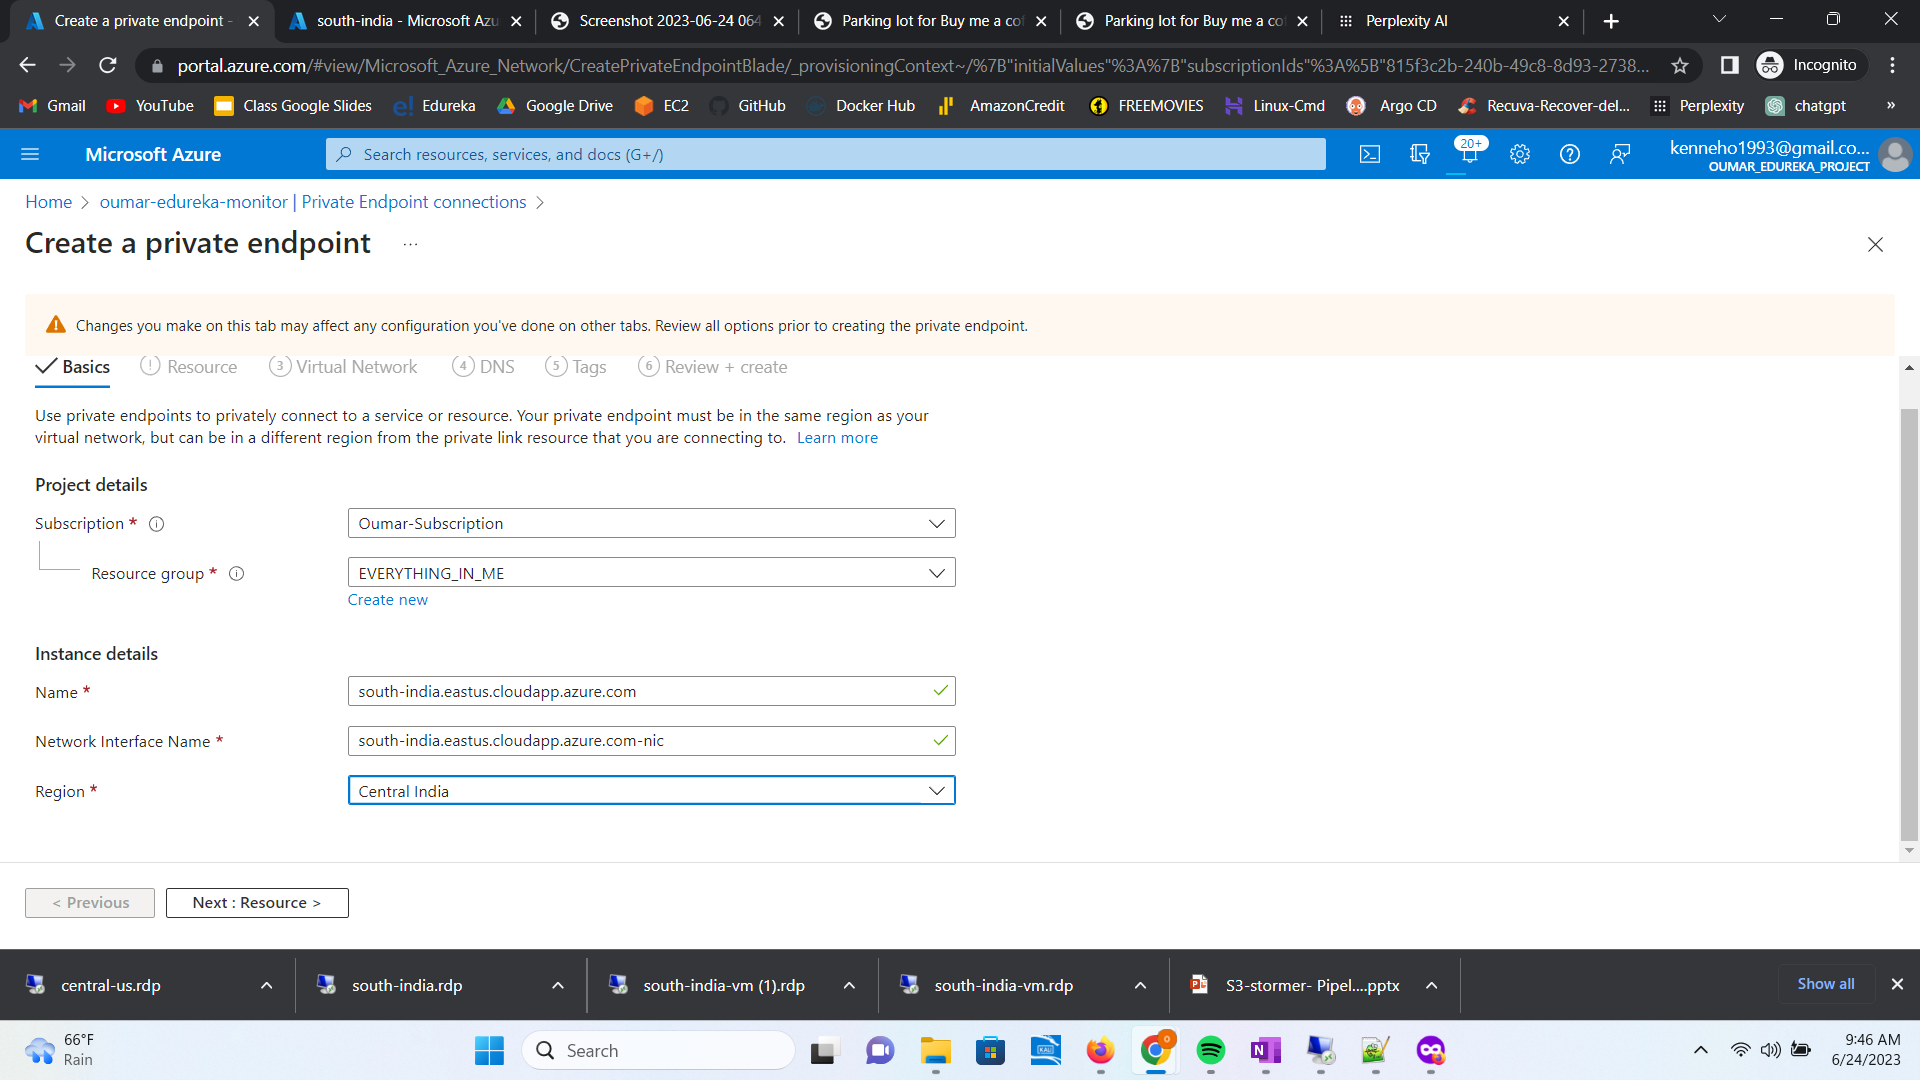 Create a private endpoint -
south-india - Microsoft Azu
Screenshot 2023-06-24 064
Parking lot for Buy me a cof
Parking lot for Buy me a cof
Perplexity AI
portal.azure.com/#view/Microsoft_Azure_Network/CreatePrivateEndpointBlade/_provisioningContext~/%7B"initialValues"%3A%7B"subscriptionIds"%3A%5B"815f3c2b-240b-49c8-8d93-2738...
Incognito
Gmail
YouTube
Class Google Slides
Edureka
Google Drive
EC2
GitHub
Docker Hub
AmazonCredit
FREEMOVIES
Linux-Cmd
Argo CD
Recuva-Recover-del...
Perplexity
chatgpt
»
Microsoft Azure
Search resources, services, and docs (G+/)
20+
kenneho1993@gmail.co...
OUMAR_EDUREKA_PROJECT
Home > oumar-edureka-monitor | Private Endpoint connections >
Create a private endpoint ...
Changes you make on this tab may affect any configuration you've done on other tabs. Review all options prior to creating the private endpoint.
Basics
! Resource
3 Virtual Network
4 DNS
5 Tags
6 Review + create
Use private endpoints to privately connect to a service or resource. Your private endpoint must be in the same region as your
virtual network, but can be in a different region from the private link resource that you are connecting to. Learn more
Project details
Subscription *
Oumar-Subscription
Resource group *
EVERYTHING_IN_ME
Create new
Instance details
Name *
south-india.eastus.cloudapp.azure.com
Network Interface Name *
south-india.eastus.cloudapp.azure.com-nic
Region *
Central India
< Previous
Next : Resource >
central-us.rdp
south-india.rdp
south-india-vm (1).rdp
south-india-vm.rdp
S3-stormer- Pipel....pptx
Show all
66°F
Rain
Search
0
9:46 AM
6/24/2023